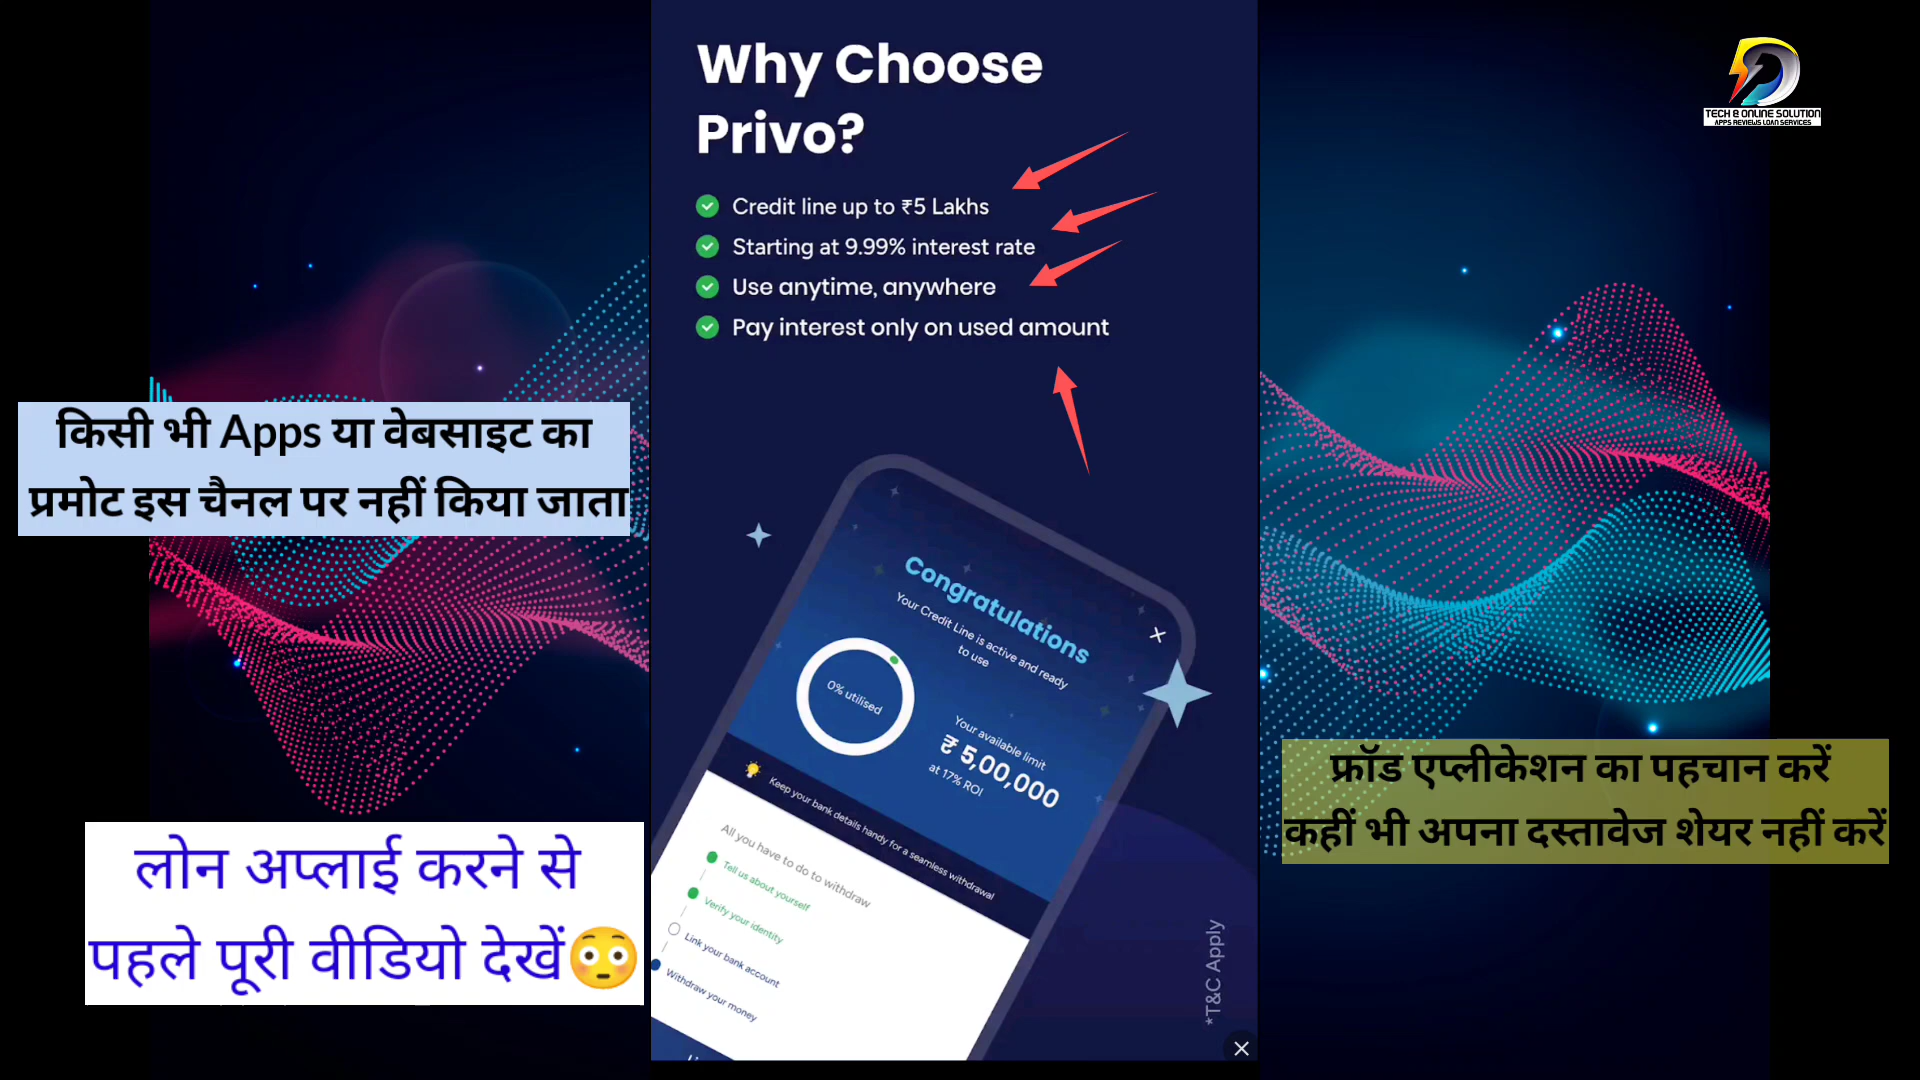 Why Choose
Privo?
Credit line up to ₹5 Lakhs
Starting at 9.99% interest rate
Use anytime, anywhere
Pay interest only on used amount
TECH & ONLINE SOLUTION
APPS REVIEWS LOAN SERVICES
किसी भी Apps या वेबसाइट का
प्रमोट इस चैनल पर नहीं किया जाता
Congratulations
Your Credit Line is active and ready
to use
0% utilised
Your available limit
₹ 5,00,000
at 17% ROI
Keep your bank details handy for a seamless withdrawal
All you have to do to withdraw
Tell us about yourself
Verify your identity
Link your bank account
Withdraw your money
*T&C Apply
फ्रॉड एप्लीकेशन का पहचान करें
कहीं भी अपना दस्तावेज शेयर नहीं करें
लोन अप्लाई करने से
पहले पूरी वीडियो देखें😳